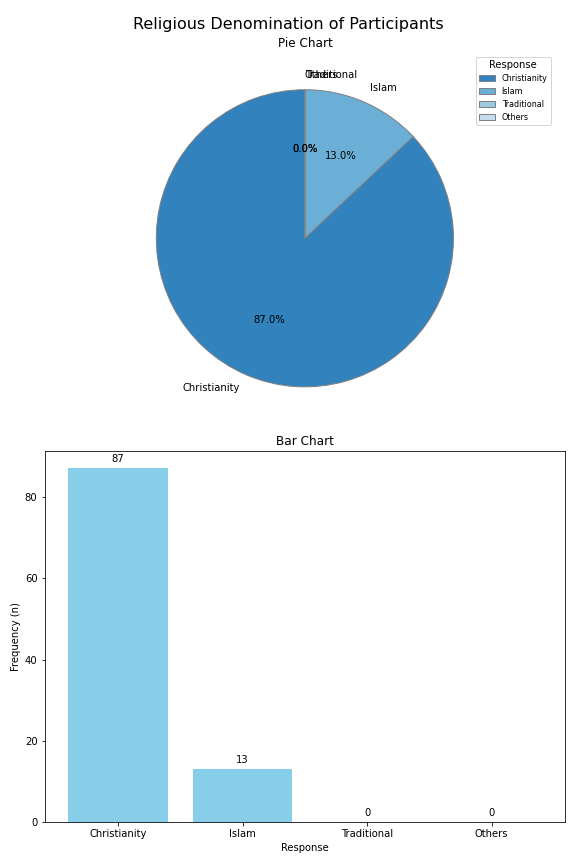 Religious Denomination of Participants
Pie Chart
Response
Christianity
Islam
Traditional
Others
Traditional
Others
Islam
0.0%
0.0%
13.0%
87.0%
Christianity
Bar Chart
Frequency (n)
80
60
40
20
0
87
13
0
0
Christianity Islam Traditional Others
Response